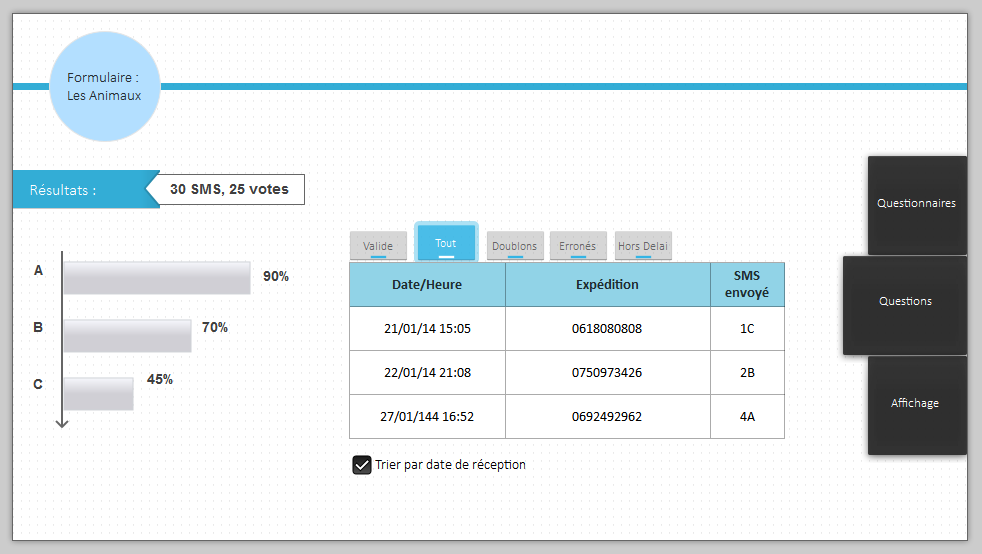 Formulaire :
Les Animaux
Résultats :
30 SMS, 25 votes
A
90%
B
70%
C
45%
Valide
Tout
Doublons
Erronés
Hors Delai
Date/Heure Expédition SMS envoyé
21/01/14 15:05 0618080808 1C
22/01/14 21:08 0750973426 2B
27/01/144 16:52 0692492962 4A
Trier par date de réception
Questionnaires
Questions
Affichage